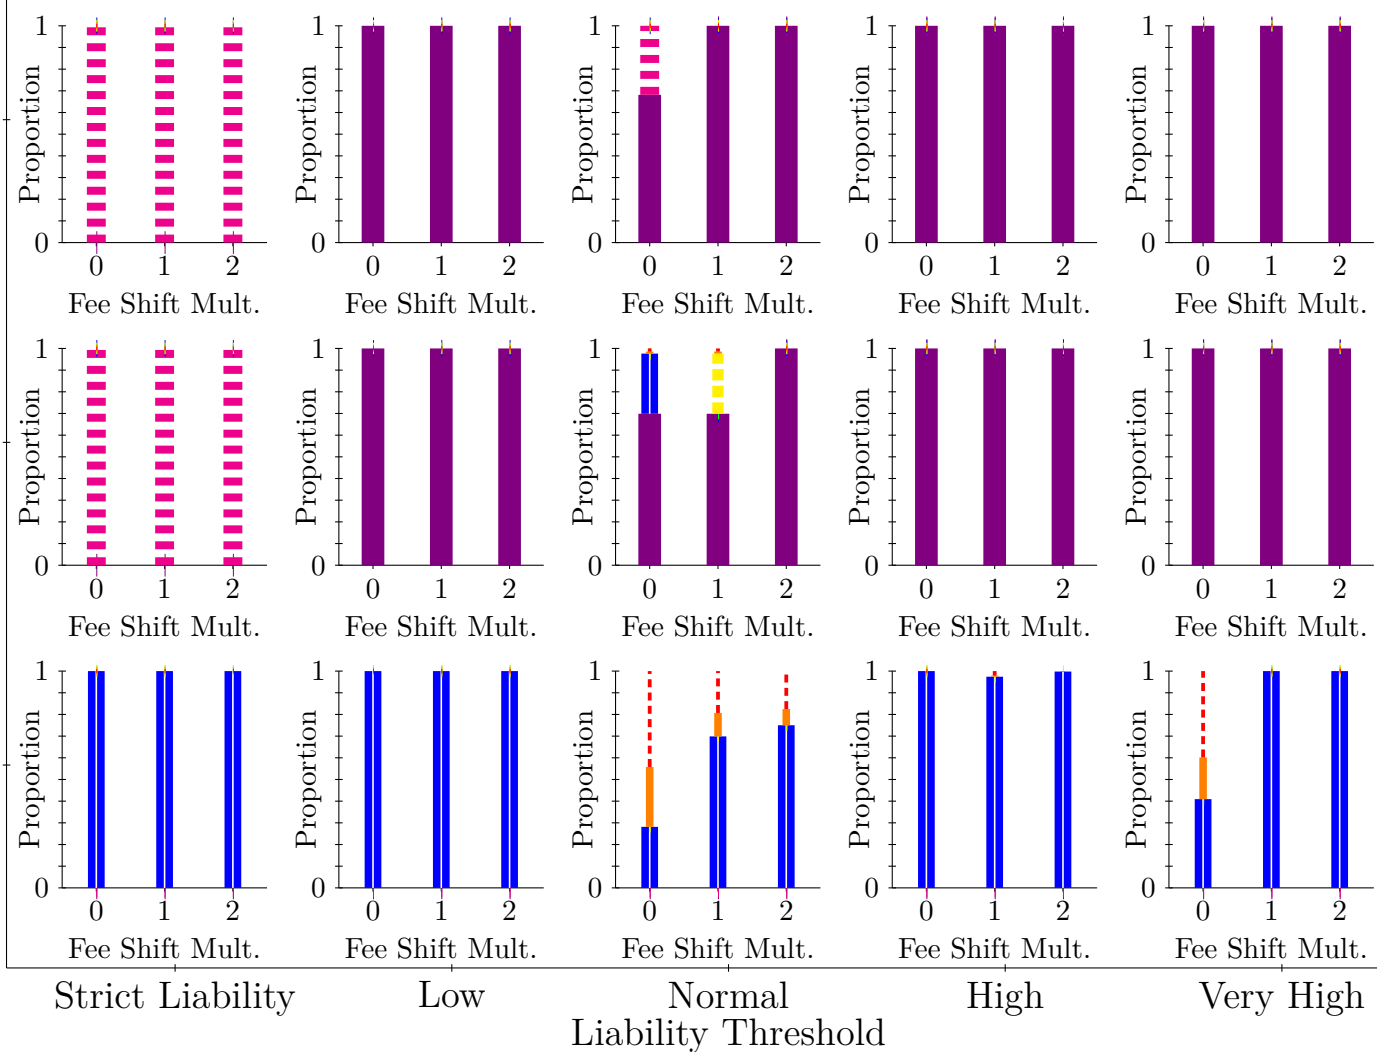 1 1 1 1 1
Proportion Proportion Proportion Proportion Proportion
0 0 0 0 0
0 1 2 0 1 2 0 1 2 0 1 2 0 1 2
Fee Shift Mult. Fee Shift Mult. Fee Shift Mult. Fee Shift Mult. Fee Shift Mult.
1 1 1 1 1
Proportion Proportion Proportion Proportion Proportion
0 0 0 0 0
0 1 2 0 1 2 0 1 2 0 1 2 0 1 2
Fee Shift Mult. Fee Shift Mult. Fee Shift Mult. Fee Shift Mult. Fee Shift Mult.
1 1 1 1 1
Proportion Proportion Proportion Proportion Proportion
0 0 0 0 0
0 1 2 0 1 2 0 1 2 0 1 2 0 1 2
Fee Shift Mult. Fee Shift Mult. Fee Shift Mult. Fee Shift Mult. Fee Shift Mult.
Strict Liability Low Normal High Very High
Liability Threshold